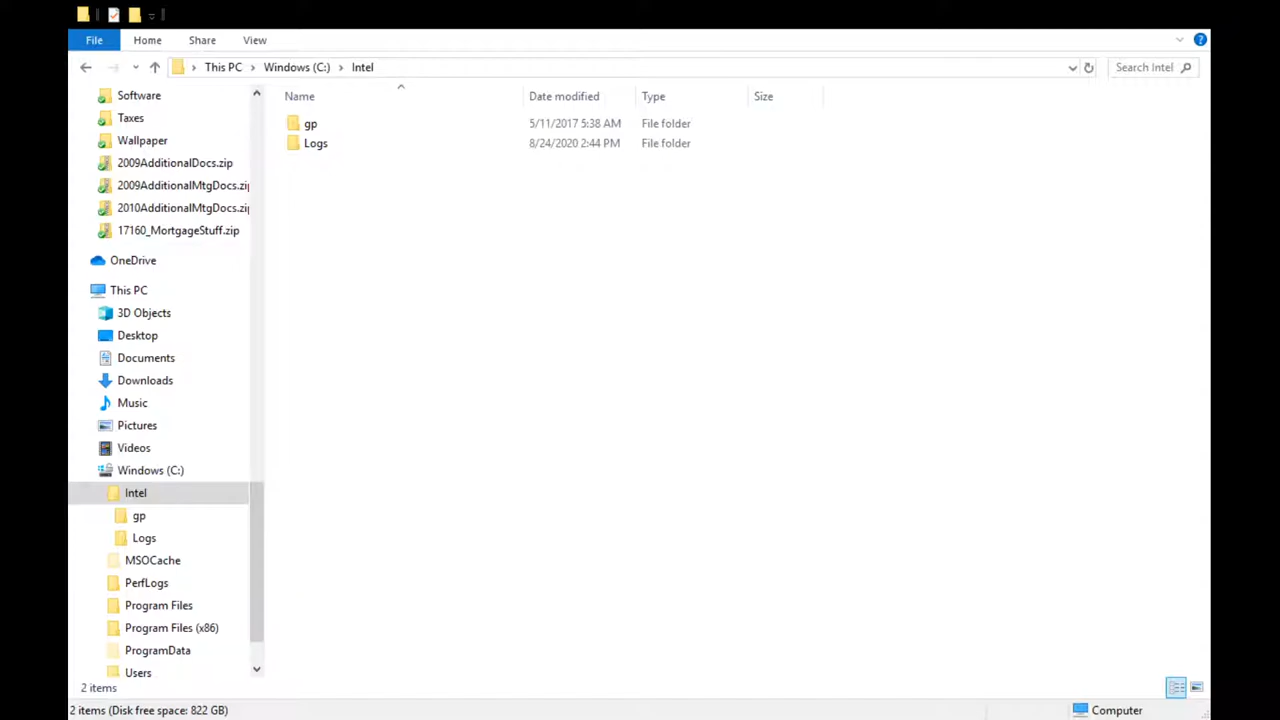 File Home Share View
This PC Windows (C:) Intel Search Intel
Name Date modified Type Size
gp 5/11/2017 5:38 AM File folder
Logs 8/24/2020 2:44 PM File folder
Software
Taxes
Wallpaper
2009AdditionalDocs.zip
2009AdditionalMtgDocs.zi
2010AdditionalMtgDocs.zi
17160_MortgageStuff.zip
OneDrive
This PC
3D Objects
Desktop
Documents
Downloads
Music
Pictures
Videos
Windows (C:)
Intel
gp
Logs
MSOCache
PerfLogs
Program Files
Program Files (x86)
ProgramData
Users
2 items
2 items (Disk free space: 822 GB) Computer